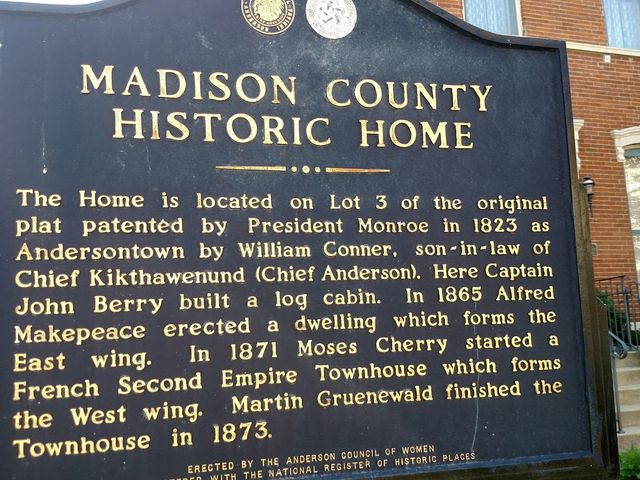 MADISON COUNTY
HISTORIC HOME
The Home is located on Lot 3 of the original
plat patented by President Monroe in 1823 as
Andersontown by William Conner, son-in-law of
Chief Kikthawenund (Chief Anderson). Here Captain
John Berry built a log cabin. In 1865 Alfred
Makepeace erected a dwelling which forms the
East wing. In 1871 Moses Cherry started a
French Second Empire Townhouse which forms
the West wing. Martin Gruenewald finished the
Townhouse in 1873.
ERECTED BY THE ANDERSON COUNCIL OF WOMEN
WITH THE NATIONAL REGISTER OF HISTORIC PLACES